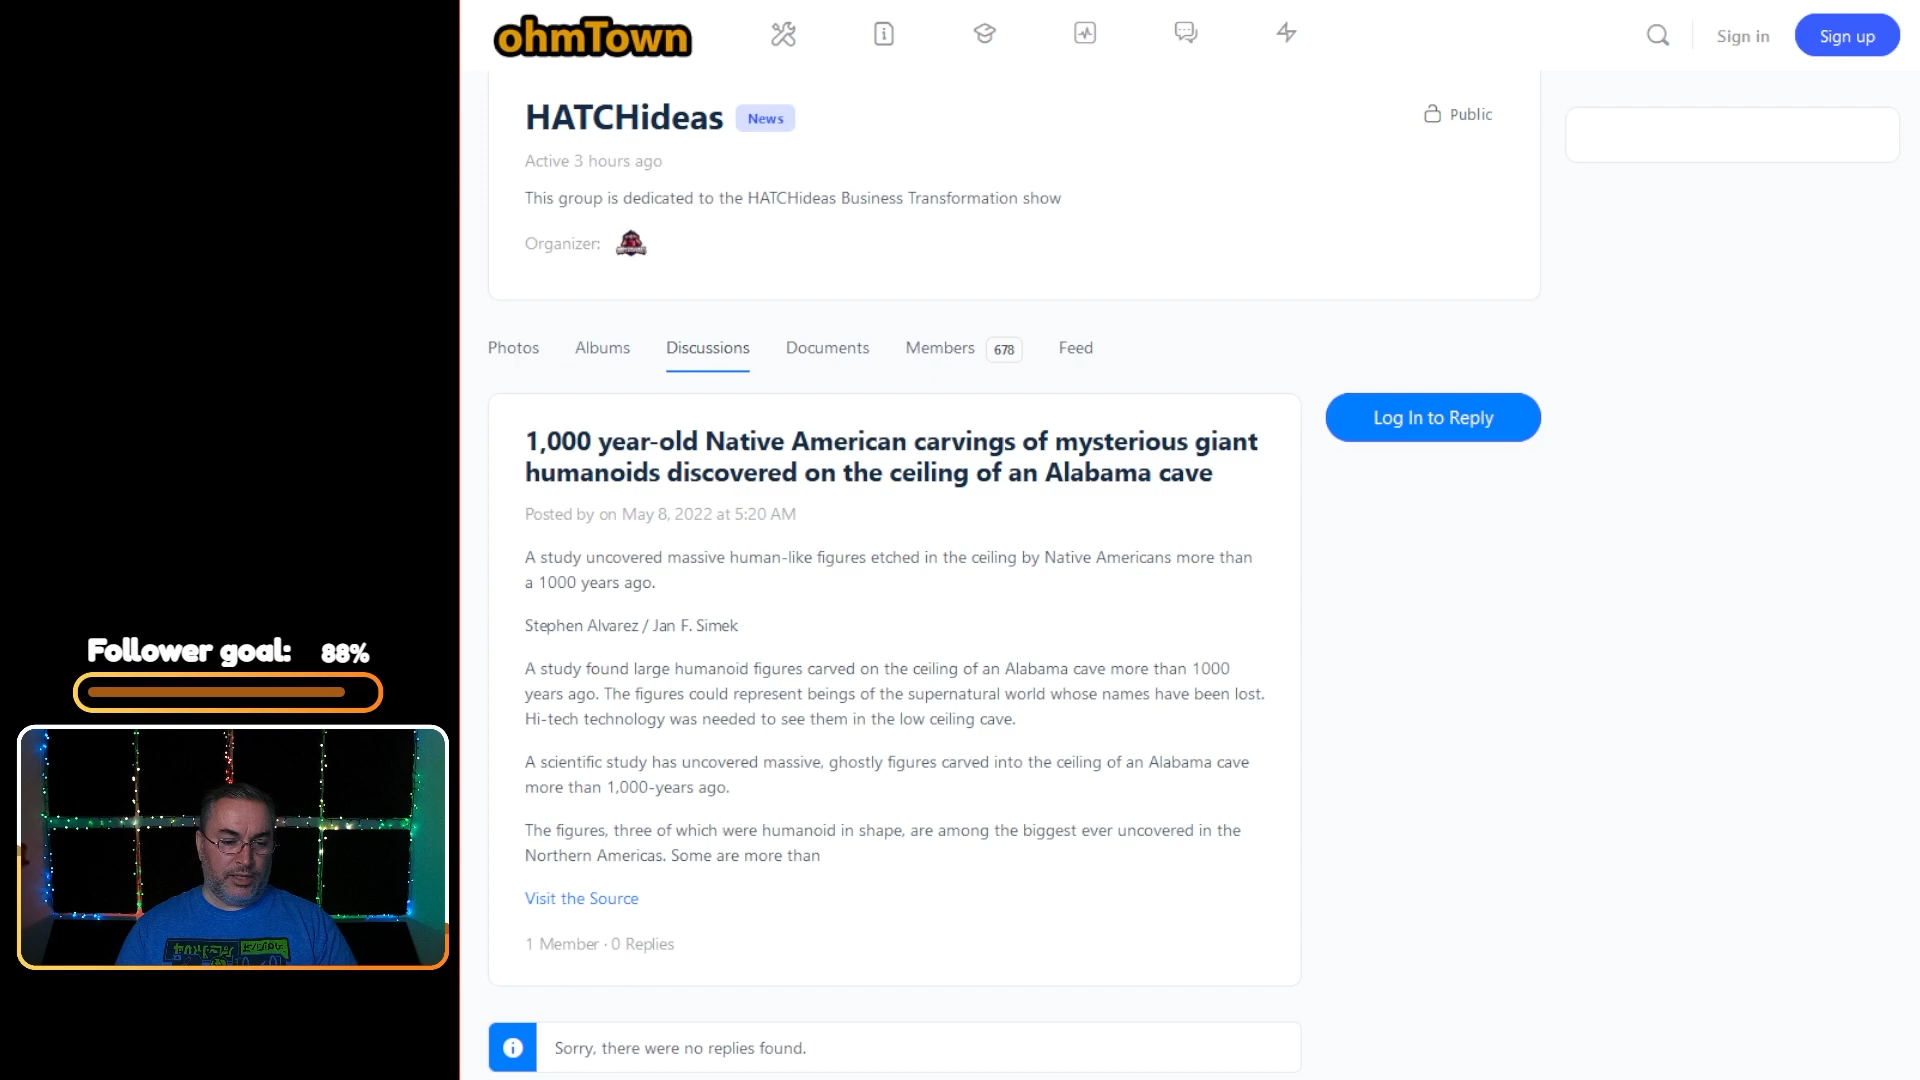 ohmTown
Sign in
Sign up
HATCHideas
News
Public
Active 3 hours ago
This group is dedicated to the HATCHideas Business Transformation show
Organizer:
Photos
Albums
Discussions
Documents
Members
678
Feed
1,000 year-old Native American carvings of mysterious giant
humanoids discovered on the ceiling of an Alabama cave
Log In to Reply
Posted by on May 8, 2022 at 5:20 AM
A study uncovered massive human-like figures etched in the ceiling by Native Americans more than
a 1000 years ago.
Stephen Alvarez / Jan F. Simek
A study found large humanoid figures carved on the ceiling of an Alabama cave more than 1000
years ago. The figures could represent beings of the supernatural world whose names have been lost.
Hi-tech technology was needed to see them in the low ceiling cave.
A scientific study has uncovered massive, ghostly figures carved into the ceiling of an Alabama cave
more than 1,000-years ago.
The figures, three of which were humanoid in shape, are among the biggest ever uncovered in the
Northern Americas. Some are more than
Visit the Source
1 Member · 0 Replies
Sorry, there were no replies found.
Follower goal: 88%